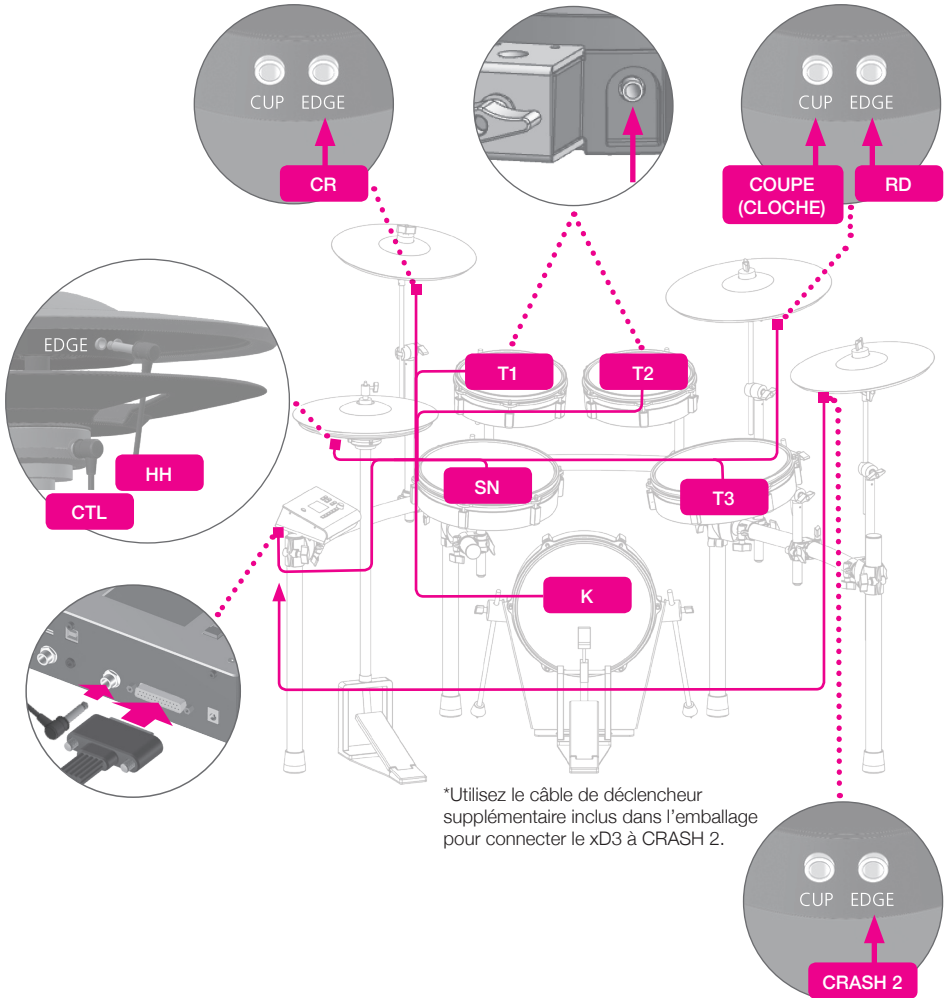 CUP EDGE
CR
CUP EDGE
COUPE
(CLOCHE)
RD
EDGE
HH
CTL
T1
T2
SN
T3
K
*Utilisez le câble de déclencheur
supplémentaire inclus dans l’emballage
pour connecter le xD3 à CRASH 2.
CUP EDGE
CRASH 2